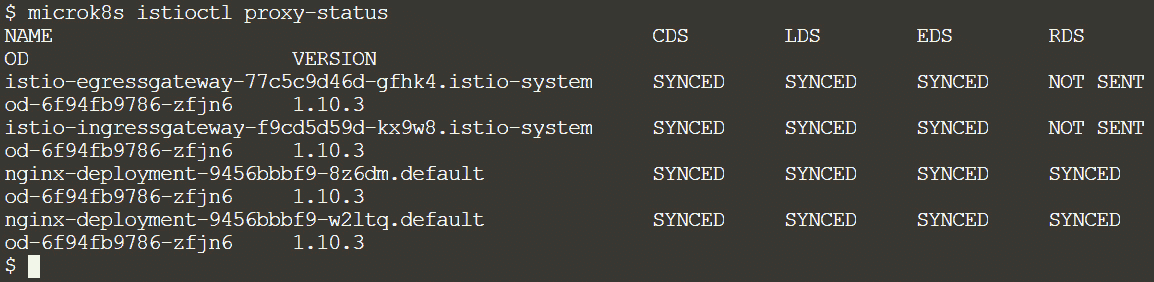 $ microk8s istioctl proxy-status
NAME CDS LDS EDS RDS
OD VERSION
istio-egressgateway-77c5c9d46d-gfhk4.istio-system SYNCED SYNCED SYNCED NOT SENT
od-6f94fb9786-zfjn6 1.10.3
istio-ingressgateway-f9cd5d59d-kx9w8.istio-system SYNCED SYNCED SYNCED NOT SENT
od-6f94fb9786-zfjn6 1.10.3
nginx-deployment-9456bbbf9-8z6dm.default SYNCED SYNCED SYNCED SYNCED
od-6f94fb9786-zfjn6 1.10.3
nginx-deployment-9456bbbf9-w2ltq.default SYNCED SYNCED SYNCED SYNCED
od-6f94fb9786-zfjn6 1.10.3
$